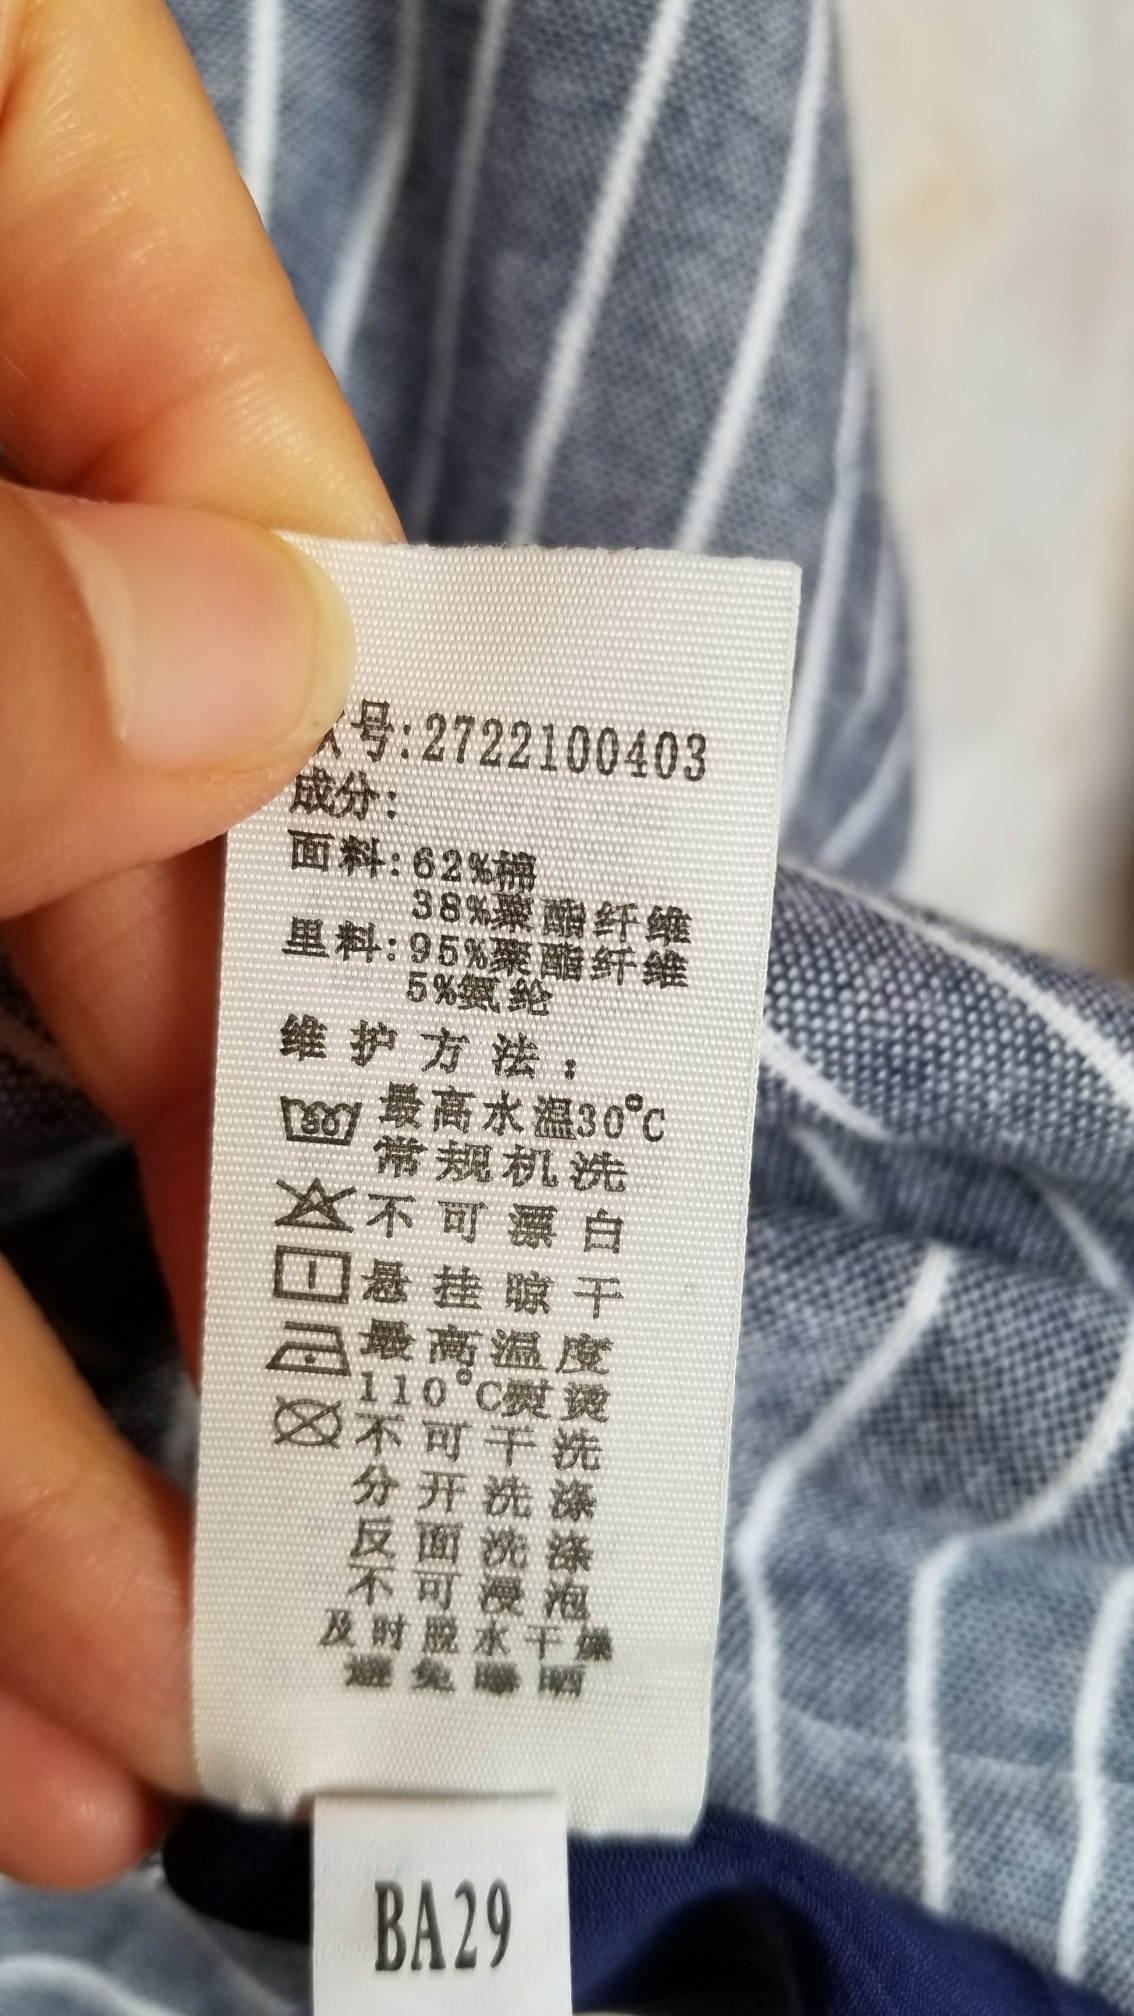 号:2722100403
成分:
面料:62%棉
38%聚酯纤维
里料:95%聚酯纤维
5%氨纶
维护方法:
30
最高水温30°C
常规机洗
不可漂白
悬挂晾干
最高温度
110°C熨烫
不可干洗
分开洗涤
反面洗涤
不可浸泡
及时脱水干燥
避免曝晒
BA29